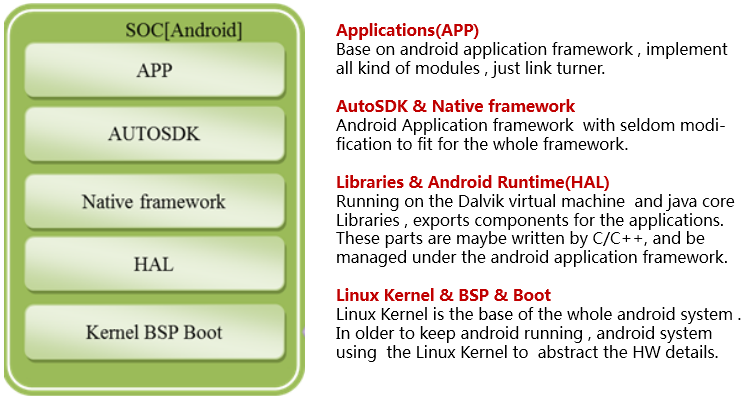 SOC[Android]
APP
AUTOSDK
Native framework
HAL
Kernel BSP Boot
Applications(APP)
Base on android application framework , implement
all kind of modules , just link turner.
AutoSDK & Native framework
Android Application framework with seldom modi-
fication to fit for the whole framework.
Libraries & Android Runtime(HAL)
Running on the Dalvik virtual machine and java core
Libraries , exports components for the applications.
These parts are maybe written by C/C++, and be
managed under the android application framework.
Linux Kernel & BSP & Boot
Linux Kernel is the base of the whole android system .
In older to keep android running , android system
using the Linux Kernel to abstract the HW details.